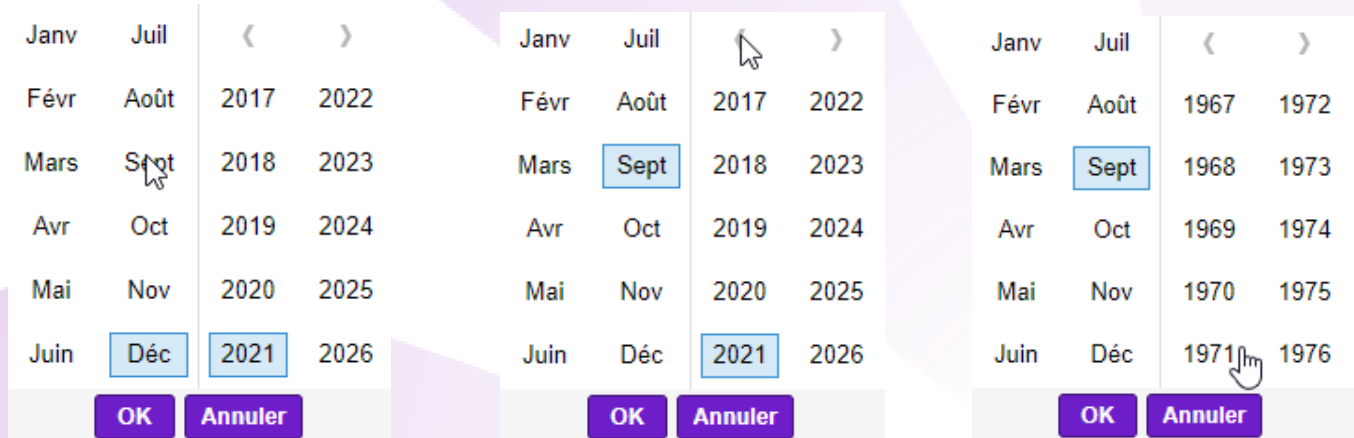 Janv Juil ‹ ›
Févr Août 2017 2022
Mars Sept 2018 2023
Avr Oct 2019 2024
Mai Nov 2020 2025
Juin Déc 2021 2026
OK Annuler
Janv Juil ‹ ›
Févr Août 2017 2022
Mars Sept 2018 2023
Avr Oct 2019 2024
Mai Nov 2020 2025
Juin Déc 2021 2026
OK Annuler
Janv Juil ‹ ›
Févr Août 1967 1972
Mars Sept 1968 1973
Avr Oct 1969 1974
Mai Nov 1970 1975
Juin Déc 1971 1976
OK Annuler